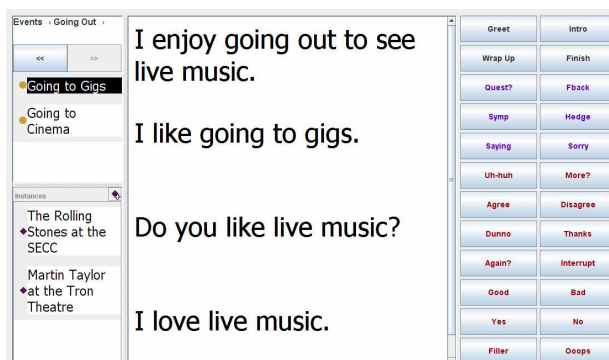 Events › Going Out ›
<<
>>
Going to Gigs
Going to
Cinema
Instances
The Rolling
Stones at the
SECC
Martin Taylor
at the Tron
Theatre
I enjoy going out to see
live music.
I like going to gigs.
Do you like live music?
I love live music.
Greet
Intro
Wrap Up
Finish
Quest?
Fback
Symp
Hedge
Saying
Sorry
Uh-huh
More?
Agree
Disagree
Dunno
Thanks
Again?
Interrupt
Good
Bad
Yes
No
Filler
Ooops